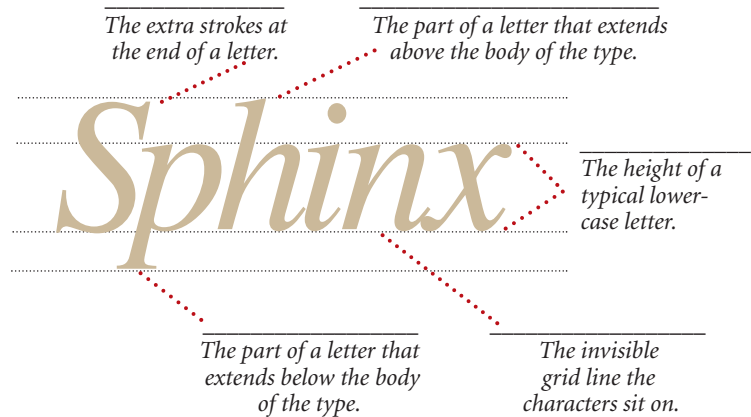 The extra strokes at
the end of a letter.
The part of a letter that extends
above the body of the type.
Sphinx
The height of a
typical lower-
case letter.
The part of a letter that
extends below the body
of the type.
The invisible
grid line the
characters sit on.